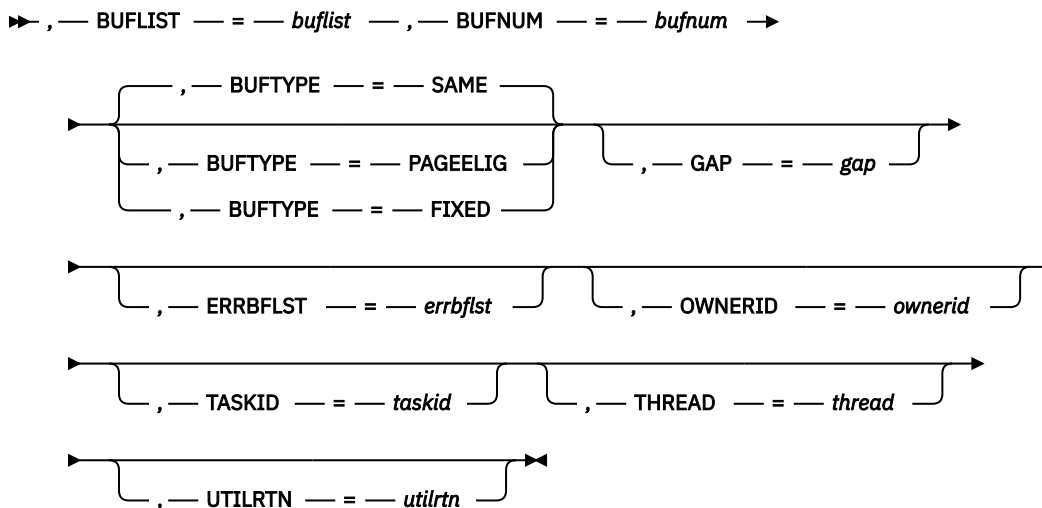 , BUFLIST = buflist , BUFNUM = bufnum
, BUFTYPE = SAME
, BUFTYPE = PAGEELIG , GAP = gap
, BUFTYPE = FIXED
, ERRBFLST = errbflst , OWNERID = ownerid
, TASKID = taskid , THREAD = thread
, UTILRTN = utilrtn